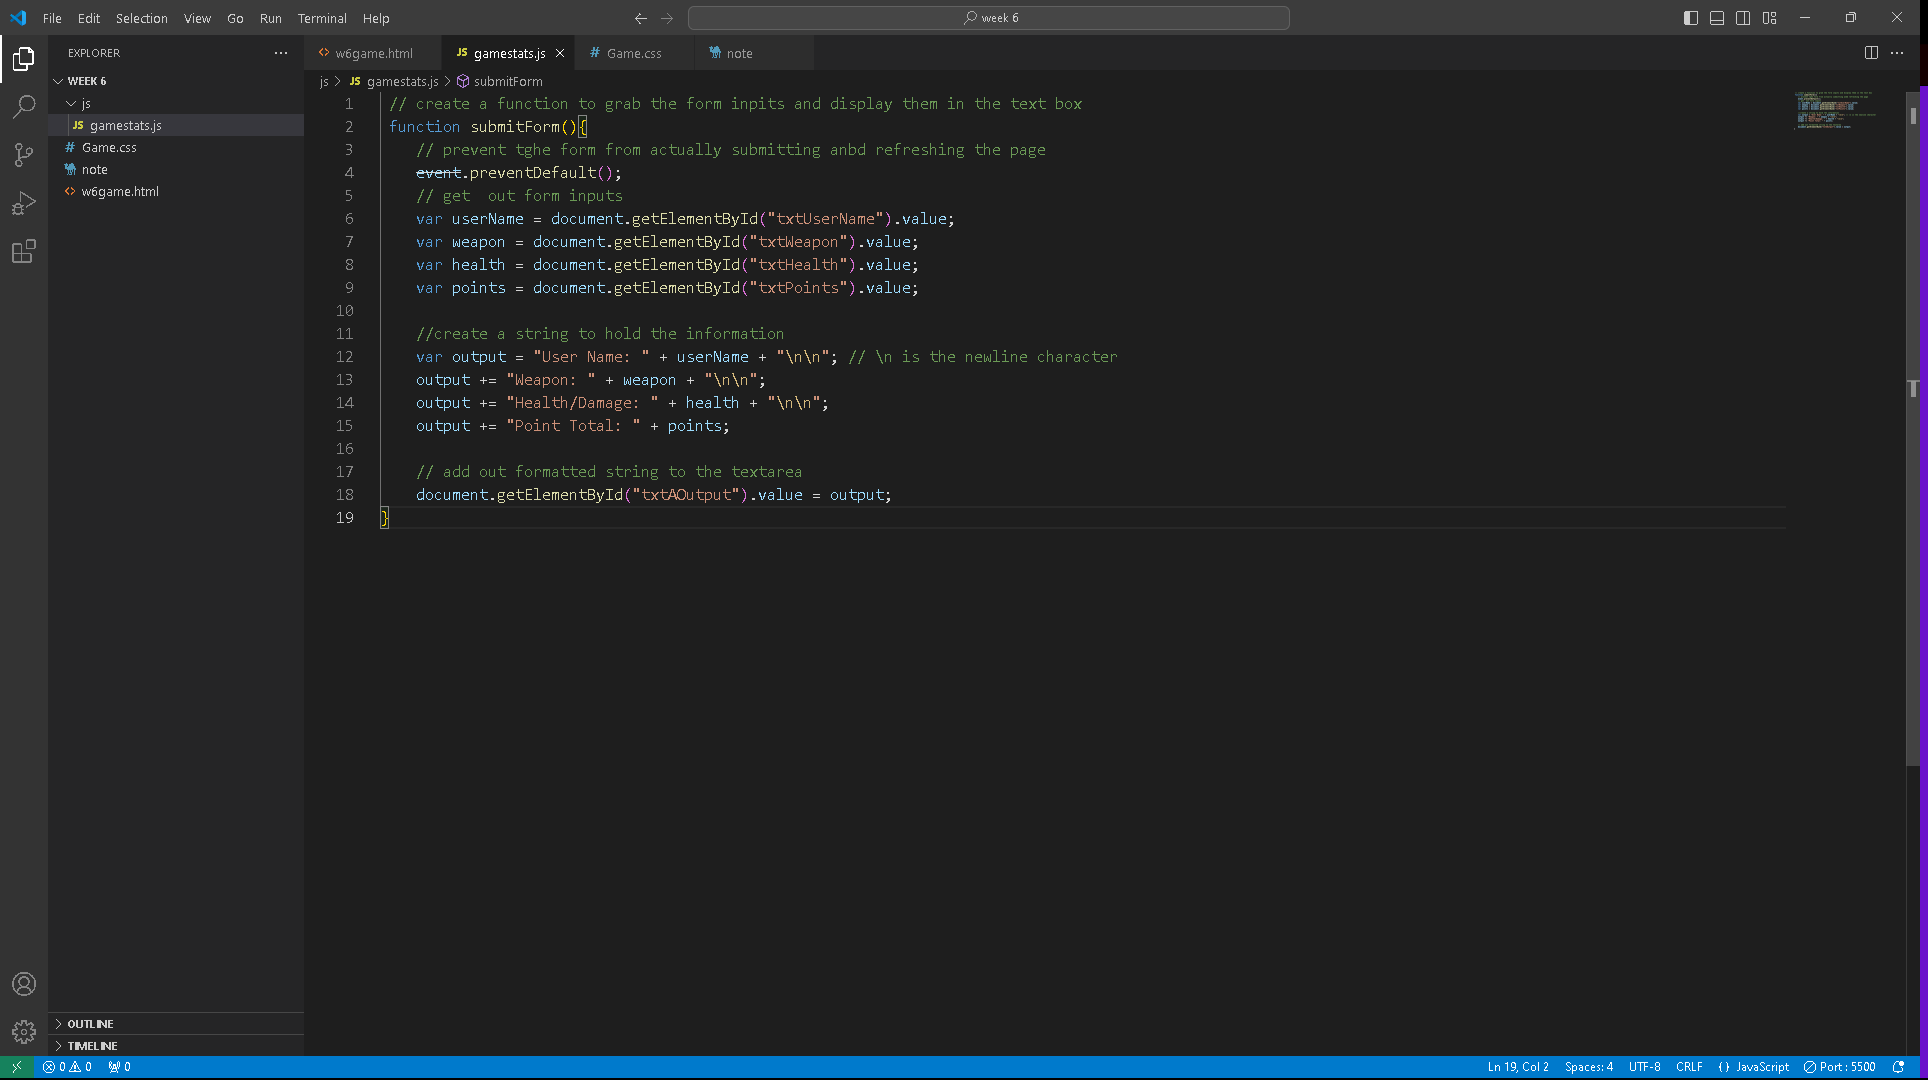 File Edit Selection View Go Run Terminal Help
week 6
EXPLORER
WEEK 6
js
JS gamestats.js
# Game.css
note
<> w6game.html
OUTLINE
TIMELINE
<> w6game.html JS gamestats.js # Game.css note
js > JS gamestats.js > submitForm
1 // create a function to grab the form inpits and display them in the text box
2 function submitForm(){
3 // prevent tghe form from actually submitting anbd refreshing the page
4 event.preventDefault();
5 // get  out form inputs
6 var userName = document.getElementById("txtUserName").value;
7 var weapon = document.getElementById("txtWeapon").value;
8 var health = document.getElementById("txtHealth").value;
9 var points = document.getElementById("txtPoints").value;
10
11 //create a string to hold the information
12 var output = "User Name: " + userName + "\n\n"; // \n is the newline character
13 output += "Weapon: " + weapon + "\n\n";
14 output += "Health/Damage: " + health + "\n\n";
15 output += "Point Total: " + points;
16
17 // add out formatted string to the textarea
18 document.getElementById("txtAOutput").value = output;
19 }
0 0 0 Ln 19, Col 2 Spaces: 4 UTF-8 CRLF {} JavaScript Port : 5500